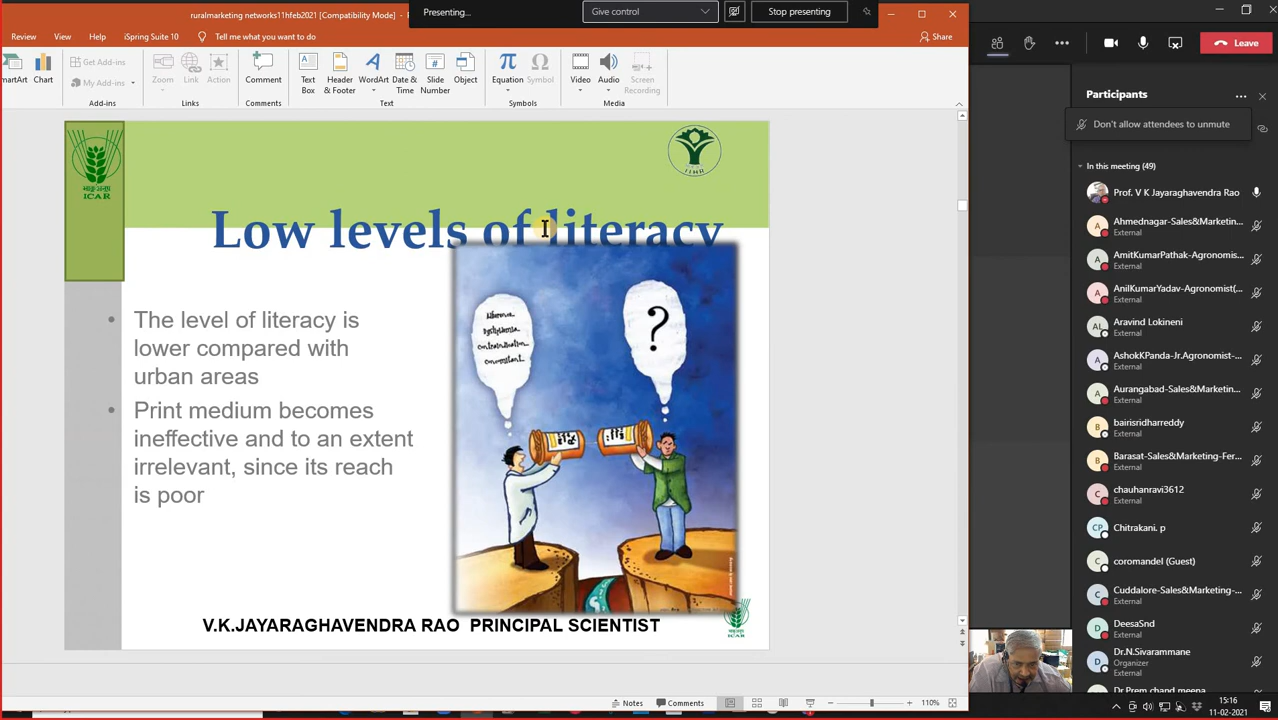 ruralmarketing networks11hfeb2021 [Compatibility Mode] -
Presenting...
Give control
Stop presenting
Review View Help iSpring Suite 10 Tell me what you want to do
Share
Leave
martArt
Chart
Get Add-ins
My Add-ins
Zoom
Link
Action
Comment
Text Box
Header & Footer
WordArt
Date & Time
Slide Number
Object
Equation
Symbol
Video
Audio
Screen Recording
Add-ins Links Comments Text Symbols Media
Participants
Don't allow attendees to unmute
In this meeting (49)
Prof. V K Jayaraghavendra Rao
Ahmednagar-Sales&Marketin...
External
AmitKumarPathak-Agronomis...
External
A AnilKumarYadav-Agronomist(...
External
AL Aravind Lokineni
External
A AshokKPanda-Jr.Agronomist-...
External
A Aurangabad-Sales&Marketin...
External
B bairisridharreddy
External
B Barasat-Sales&Marketing-Fer...
External
C chauhanravi3612
External
CP Chitrakani. p
C coromandel (Guest)
C Cuddalore-Sales&Marketing-...
External
D DeesaSnd
External
D Dr.N.Sivarammane
Organizer
External
Dr Prem chand meena
ICAR
Low levels of literacy
• The level of literacy is
lower compared with
urban areas
• Print medium becomes
ineffective and to an extent
irrelevant, since its reach
is poor
?
V.K.JAYARAGHAVENDRA RAO PRINCIPAL SCIENTIST
Notes
Comments
110%
15:16
11-02-2021